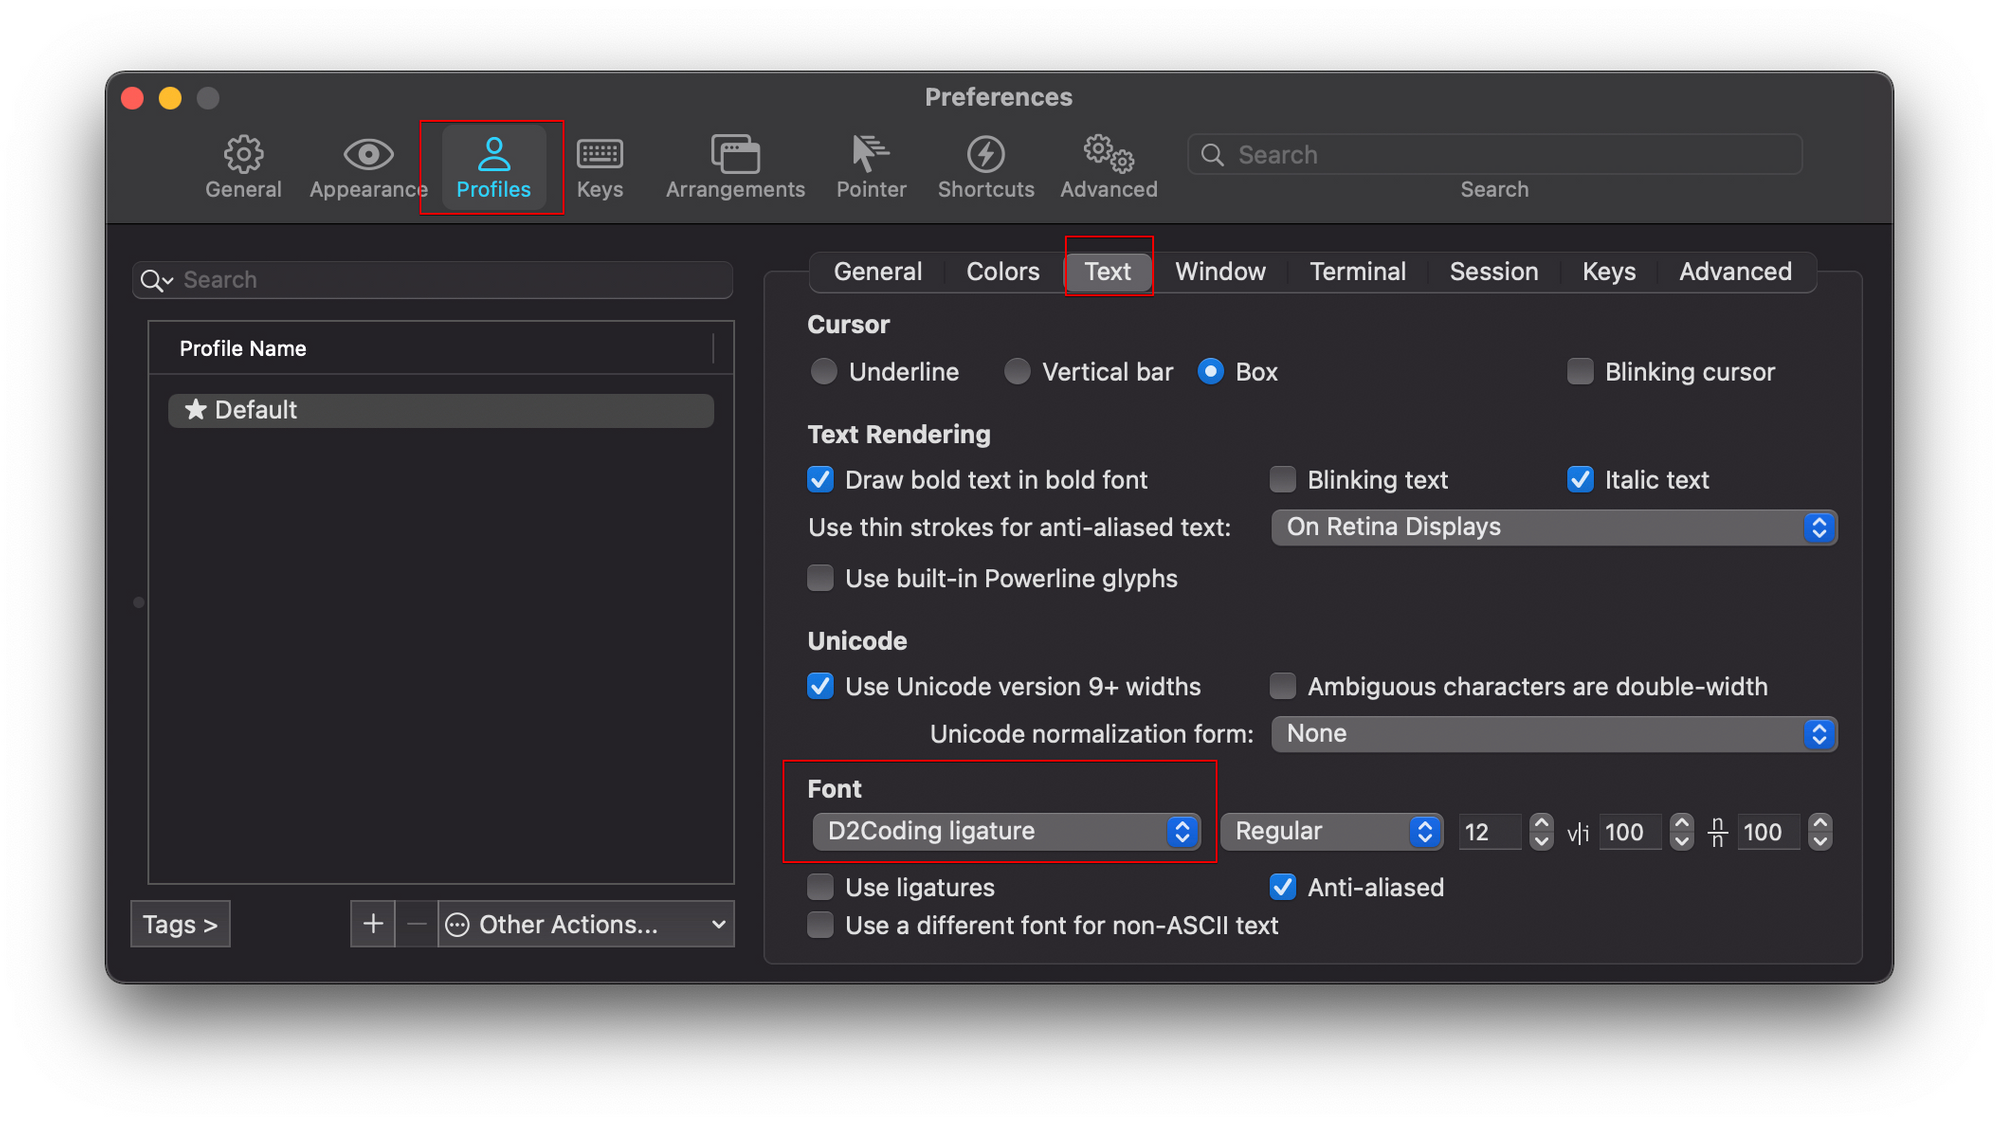 Preferences
General Appearance Profiles Keys Arrangements Pointer Shortcuts Advanced Search
Search
Search
Profile Name
Default
Tags >
+ − Other Actions...
General Colors Text Window Terminal Session Keys Advanced
Cursor
Underline Vertical bar Box Blinking cursor
Text Rendering
Draw bold text in bold font Blinking text Italic text
Use thin strokes for anti-aliased text: On Retina Displays
Use built-in Powerline glyphs
Unicode
Use Unicode version 9+ widths Ambiguous characters are double-width
Unicode normalization form: None
Font
D2Coding ligature Regular 12 v|i 100 n/n 100
Use ligatures Anti-aliased
Use a different font for non-ASCII text